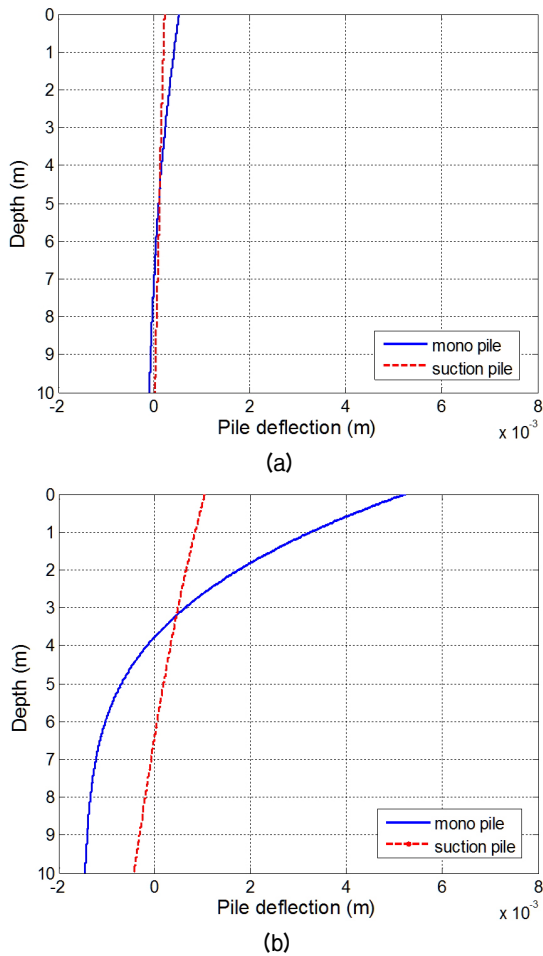 0
1
2
3
4
5
6
7
8
9
10
Depth (m)
mono pile
suction pile
-2 0 2 4 6 8
Pile deflection (m)
x 10⁻³
(a)
0
1
2
3
4
5
6
7
8
9
10
Depth (m)
mono pile
suction pile
-2 0 2 4 6 8
Pile deflection (m)
x 10⁻³
(b)